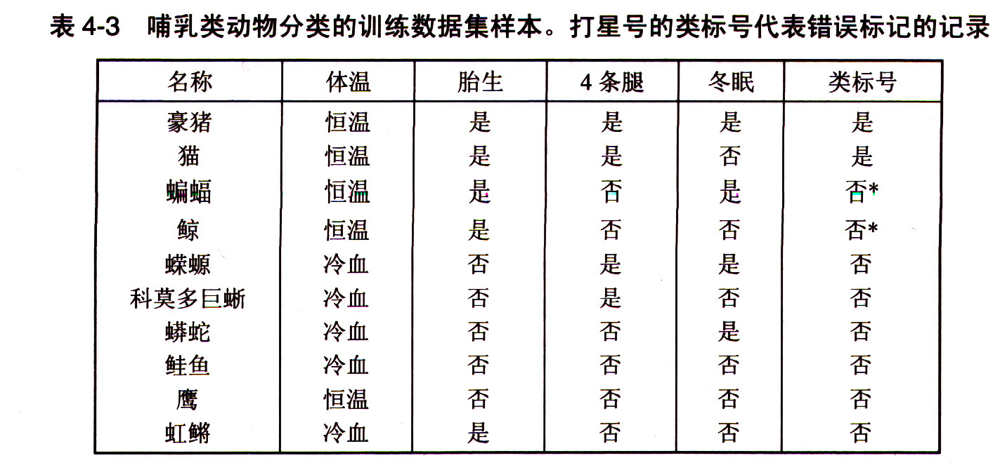 表 4-3 哺乳类动物分类的训练数据集样本。打星号的类标号代表错误标记的记录
名称 体温 胎生 4 条腿 冬眠 类标号
豪猪 恒温 是 是 是 是
猫 恒温 是 是 否 是
蝙蝠 恒温 是 否 是 否*
鲸 恒温 是 否 否 否*
蝾螈 冷血 否 是 是 否
科莫多巨蜥 冷血 否 是 否 否
蟒蛇 冷血 否 否 是 否
鲑鱼 冷血 否 否 否 否
鹰 恒温 否 否 否 否
虹鳉 冷血 是 否 否 否